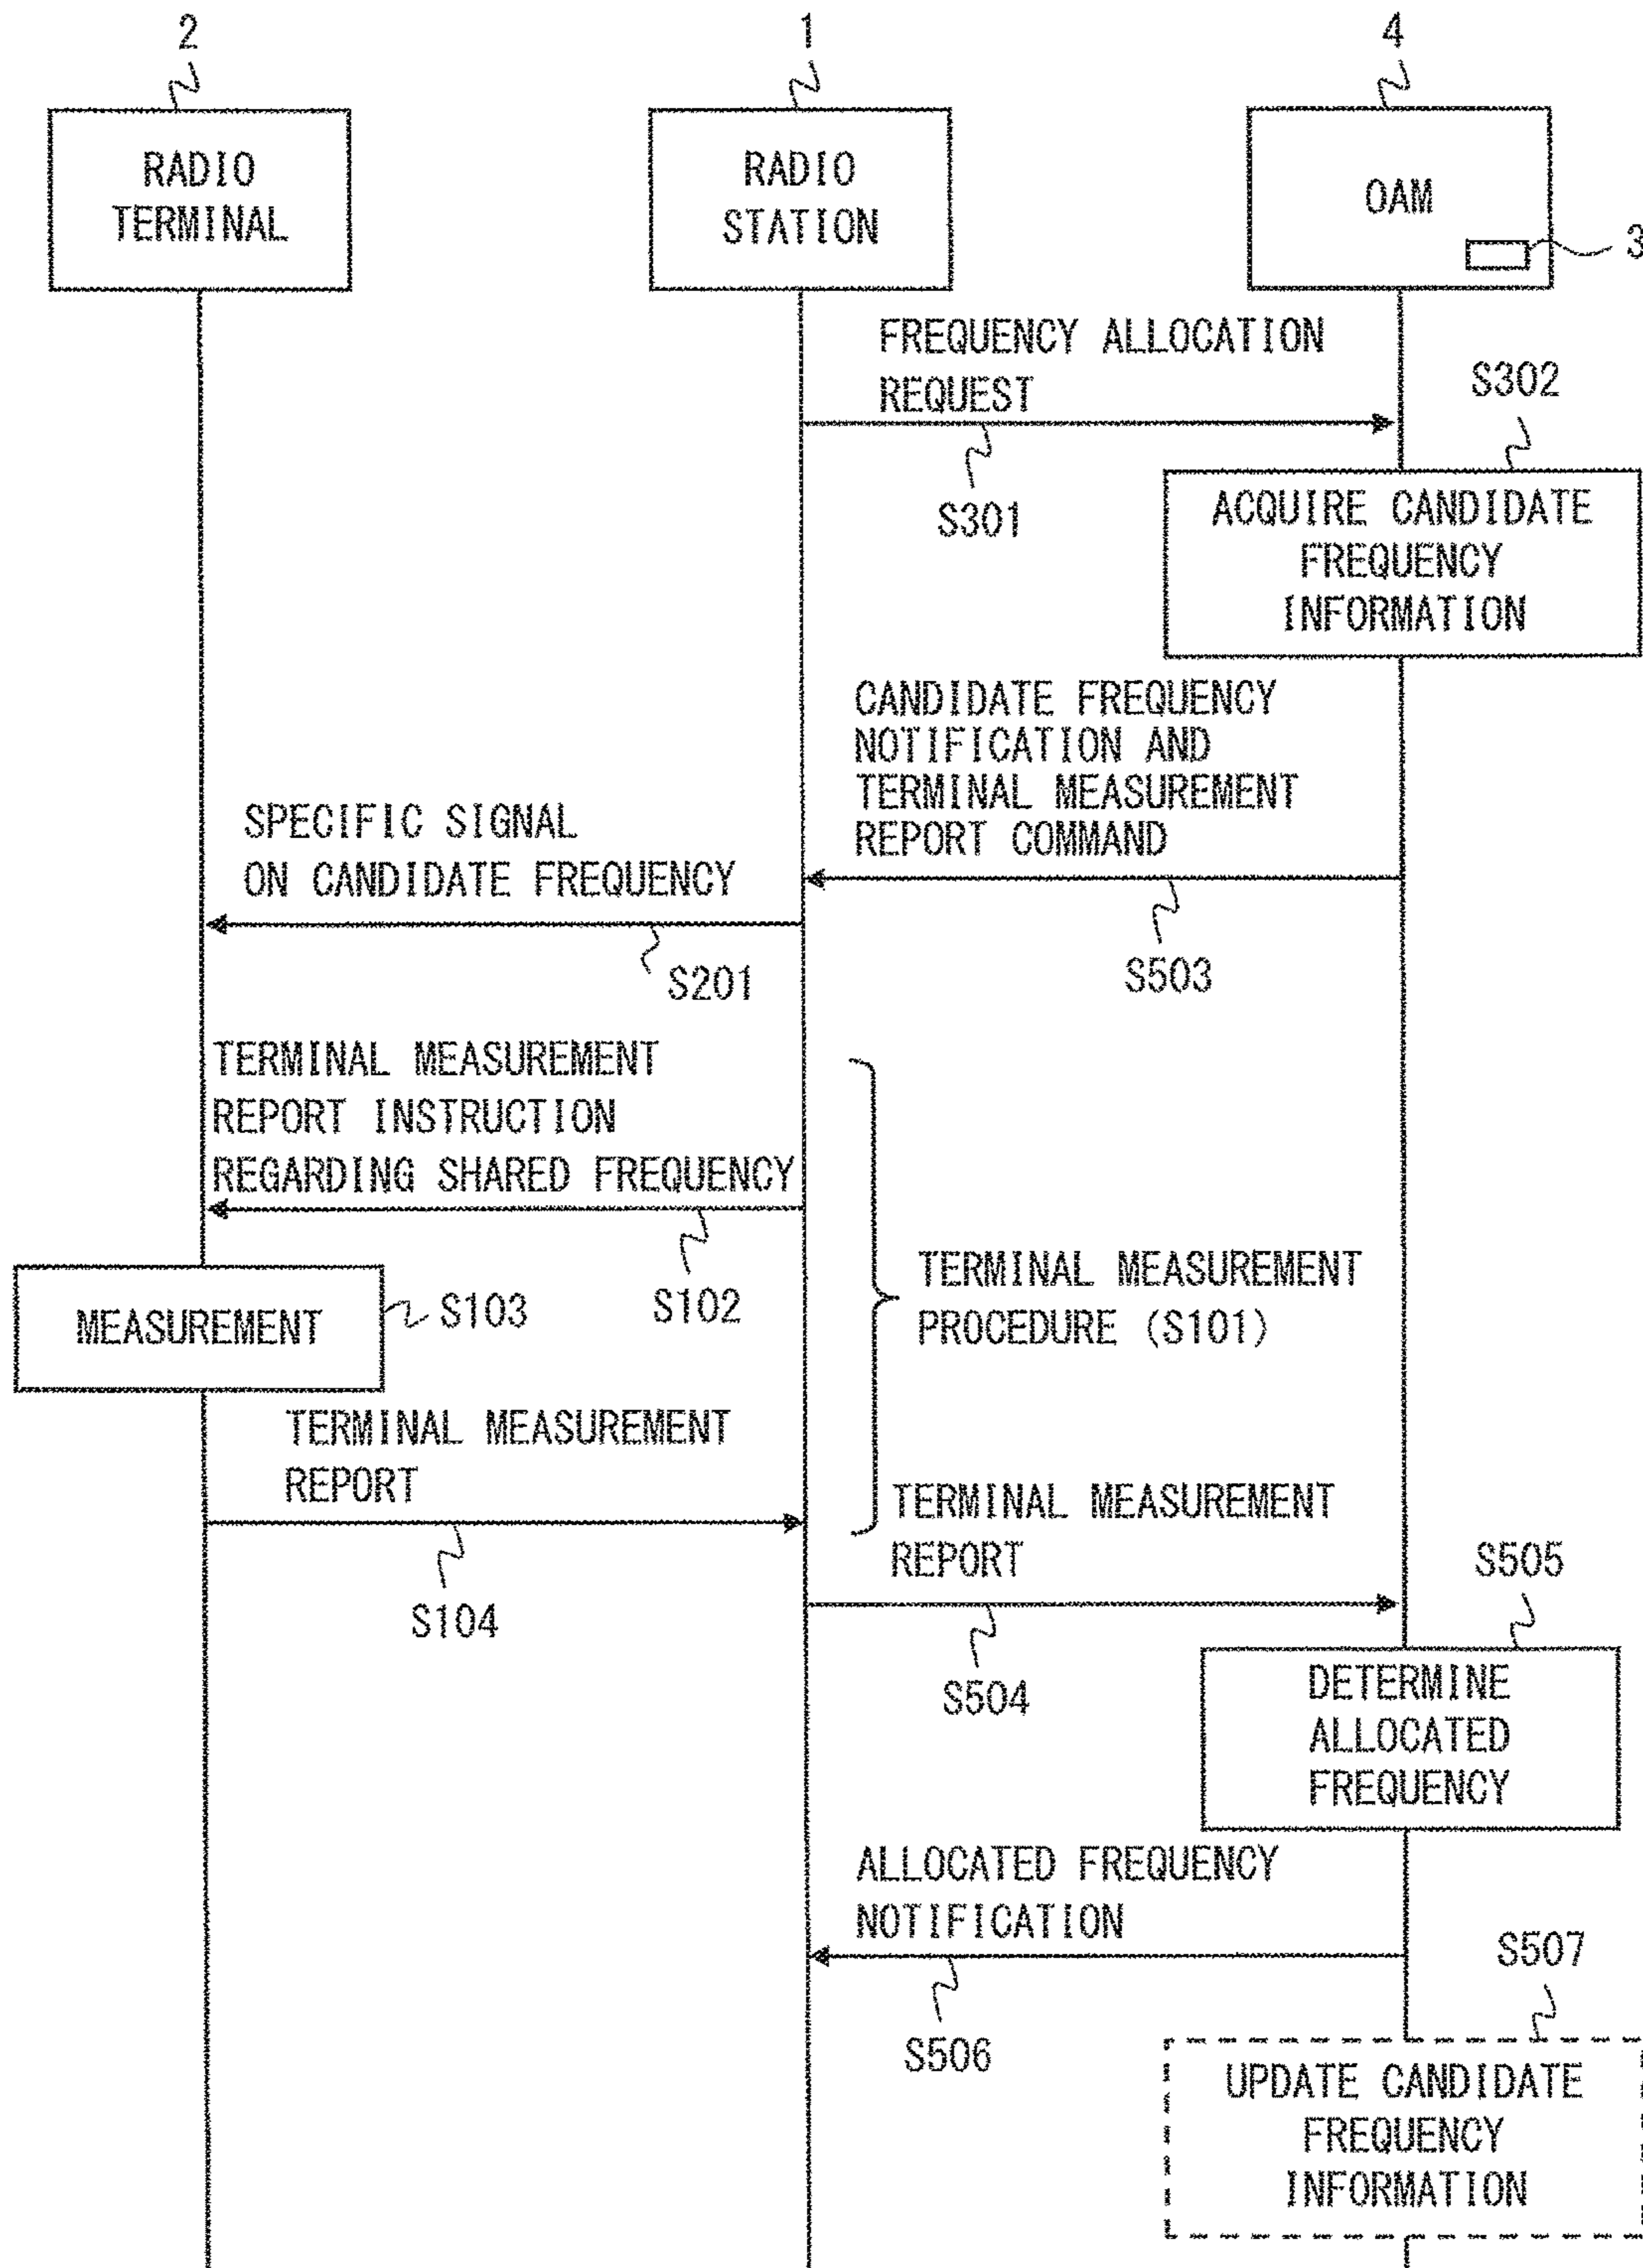 2
1
4
RADIO
TERMINAL
RADIO
STATION
OAM
3
FREQUENCY ALLOCATION
REQUEST
S301
S302
ACQUIRE CANDIDATE
FREQUENCY
INFORMATION
CANDIDATE FREQUENCY
NOTIFICATION AND
TERMINAL MEASUREMENT
REPORT COMMAND
S503
SPECIFIC SIGNAL
ON CANDIDATE FREQUENCY
S201
TERMINAL MEASUREMENT
REPORT INSTRUCTION
REGARDING SHARED FREQUENCY
S102
MEASUREMENT
S103
TERMINAL MEASUREMENT
PROCEDURE (S101)
TERMINAL MEASUREMENT
REPORT
S104
TERMINAL MEASUREMENT
REPORT
S504
S505
DETERMINE
ALLOCATED
FREQUENCY
ALLOCATED FREQUENCY
NOTIFICATION
S506
S507
UPDATE CANDIDATE
FREQUENCY
INFORMATION